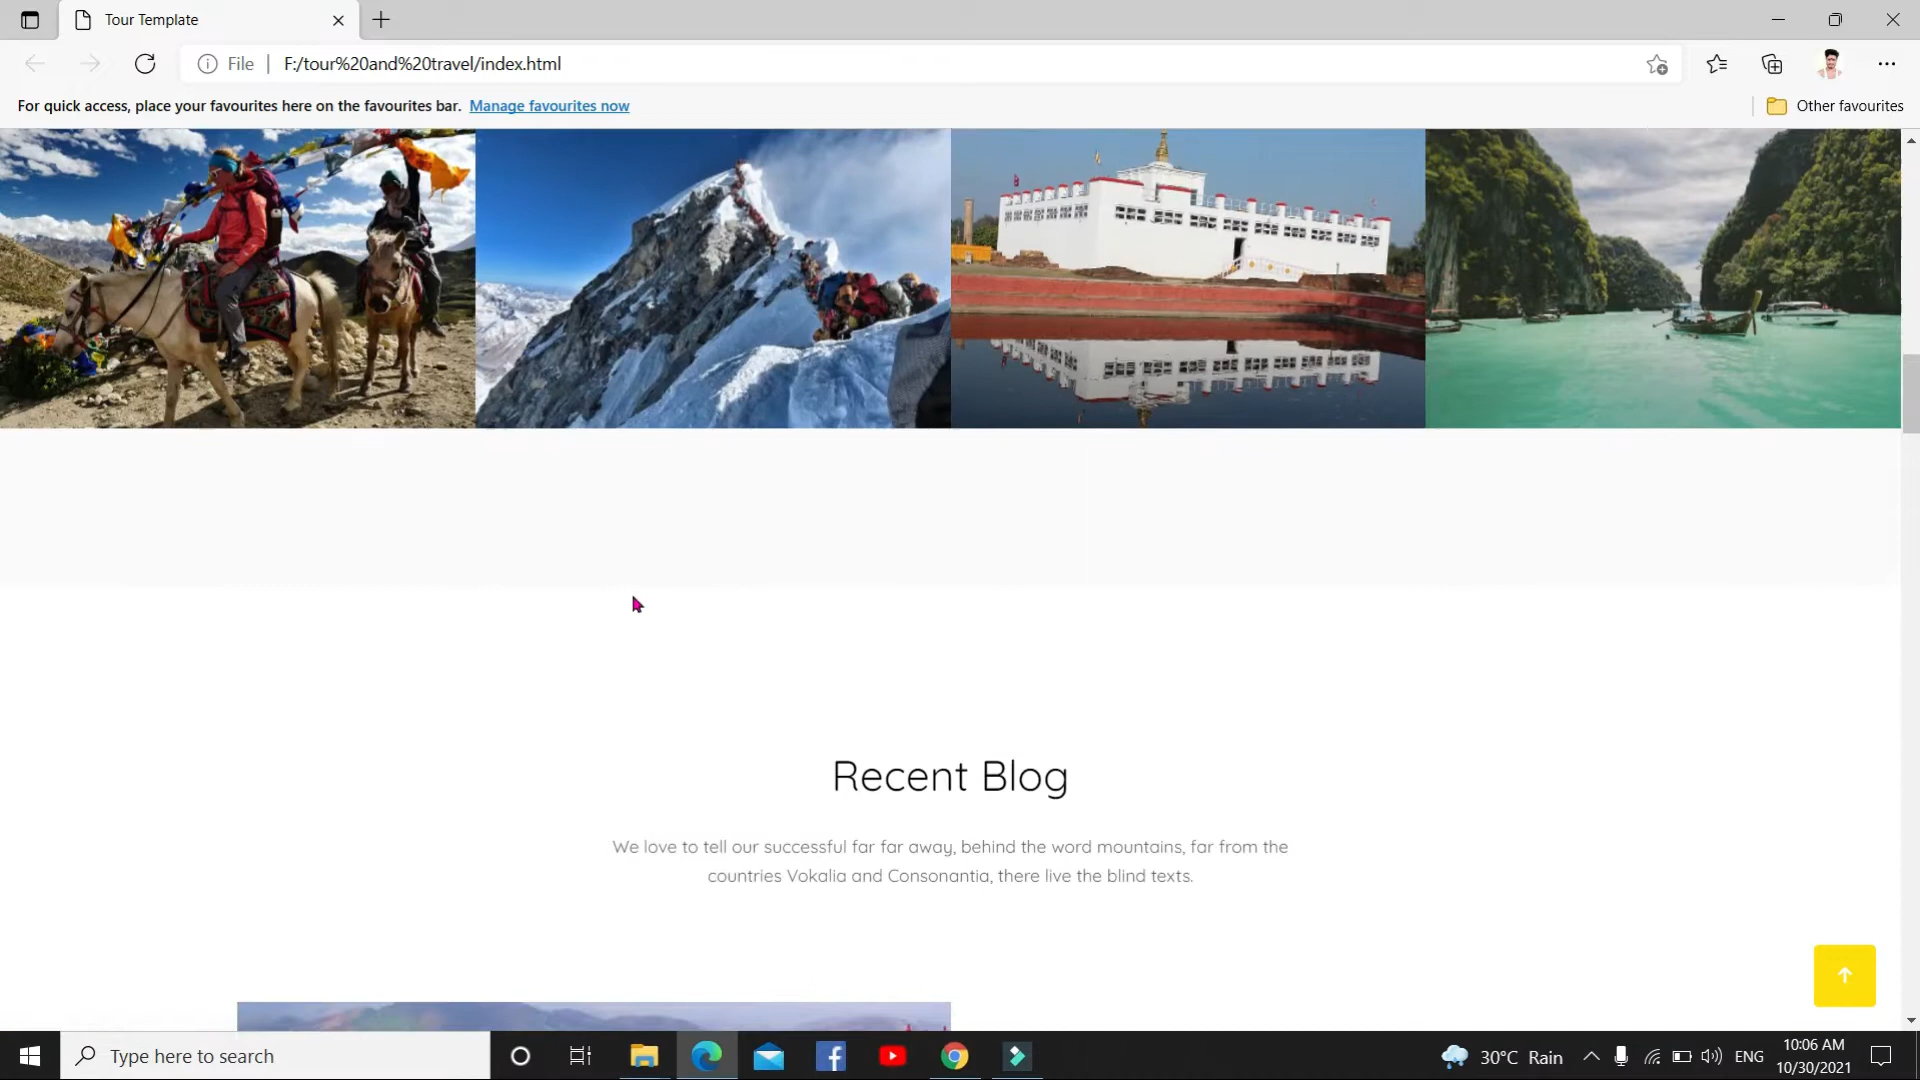 Tour Template
File
F:/tour%20and%20travel/index.html
For quick access, place your favourites here on the favourites bar. Manage favourites now
Other favourites
Recent Blog
We love to tell our successful far far away, behind the word mountains, far from the
countries Vokalia and Consonantia, there live the blind texts.
Type here to search
30°C Rain
ENG
10:06 AM
10/30/2021